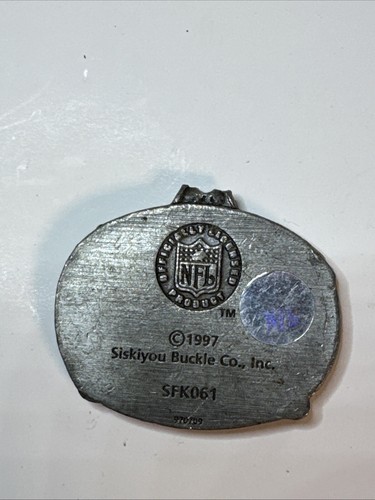 OFFICIALLY LICENSED
NFL
PRODUCT
TM
©1997
Siskiyou Buckle Co., Inc.
SFK061